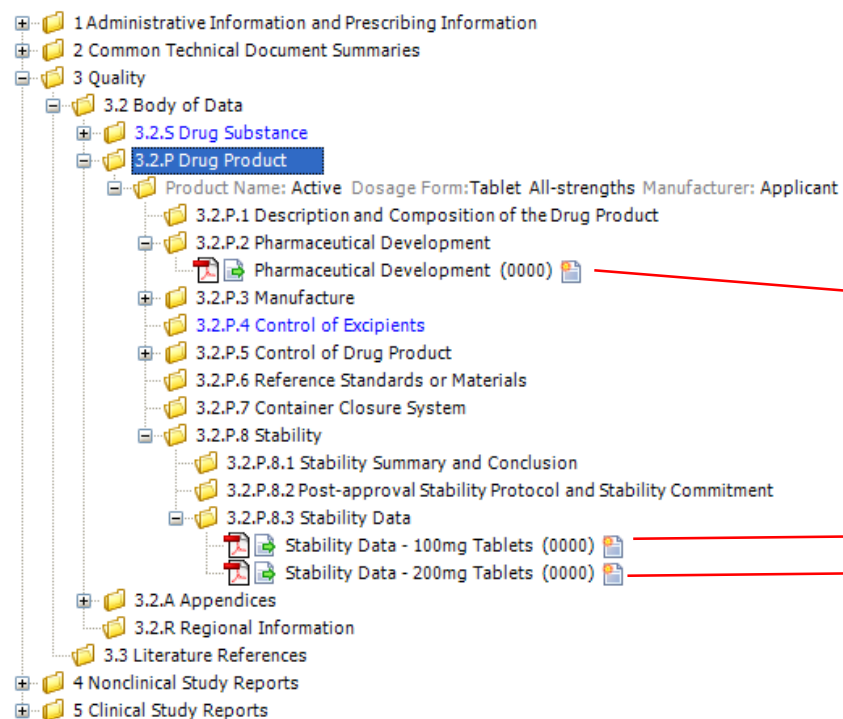 1 Administrative Information and Prescribing Information
2 Common Technical Document Summaries
3 Quality
3.2 Body of Data
3.2.S Drug Substance
3.2.P Drug Product
Product Name: Active Dosage Form:Tablet All-strengths Manufacturer: Applicant
3.2.P.1 Description and Composition of the Drug Product
3.2.P.2 Pharmaceutical Development
Pharmaceutical Development (0000)
3.2.P.3 Manufacture
3.2.P.4 Control of Excipients
3.2.P.5 Control of Drug Product
3.2.P.6 Reference Standards or Materials
3.2.P.7 Container Closure System
3.2.P.8 Stability
3.2.P.8.1 Stability Summary and Conclusion
3.2.P.8.2 Post-approval Stability Protocol and Stability Commitment
3.2.P.8.3 Stability Data
Stability Data - 100mg Tablets (0000)
Stability Data - 200mg Tablets (0000)
3.2.A Appendices
3.2.R Regional Information
3.3 Literature References
4 Nonclinical Study Reports
5 Clinical Study Reports